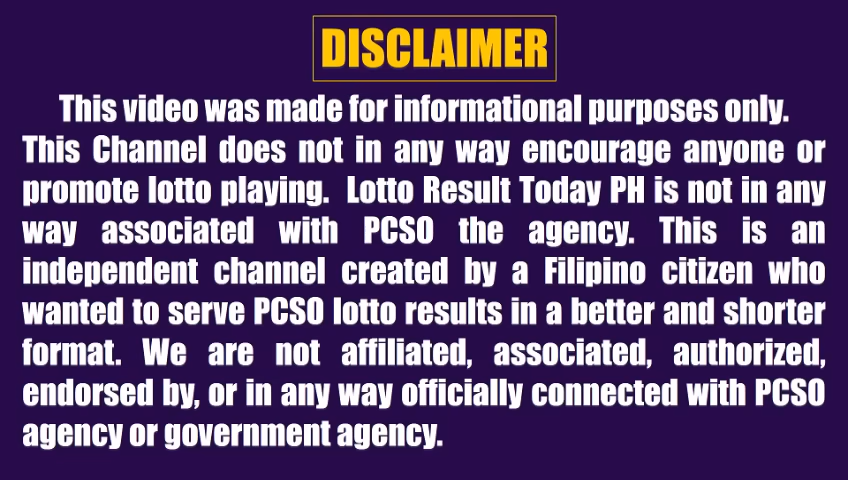 DISCLAIMER
This video was made for informational purposes only.
This Channel does not in any way encourage anyone or
promote lotto playing. Lotto Result Today PH is not in any
way associated with PCSO the agency. This is an
independent channel created by a Filipino citizen who
wanted to serve PCSO lotto results in a better and shorter
format. We are not affiliated, associated, authorized,
endorsed by, or in any way officially connected with PCSO
agency or government agency.